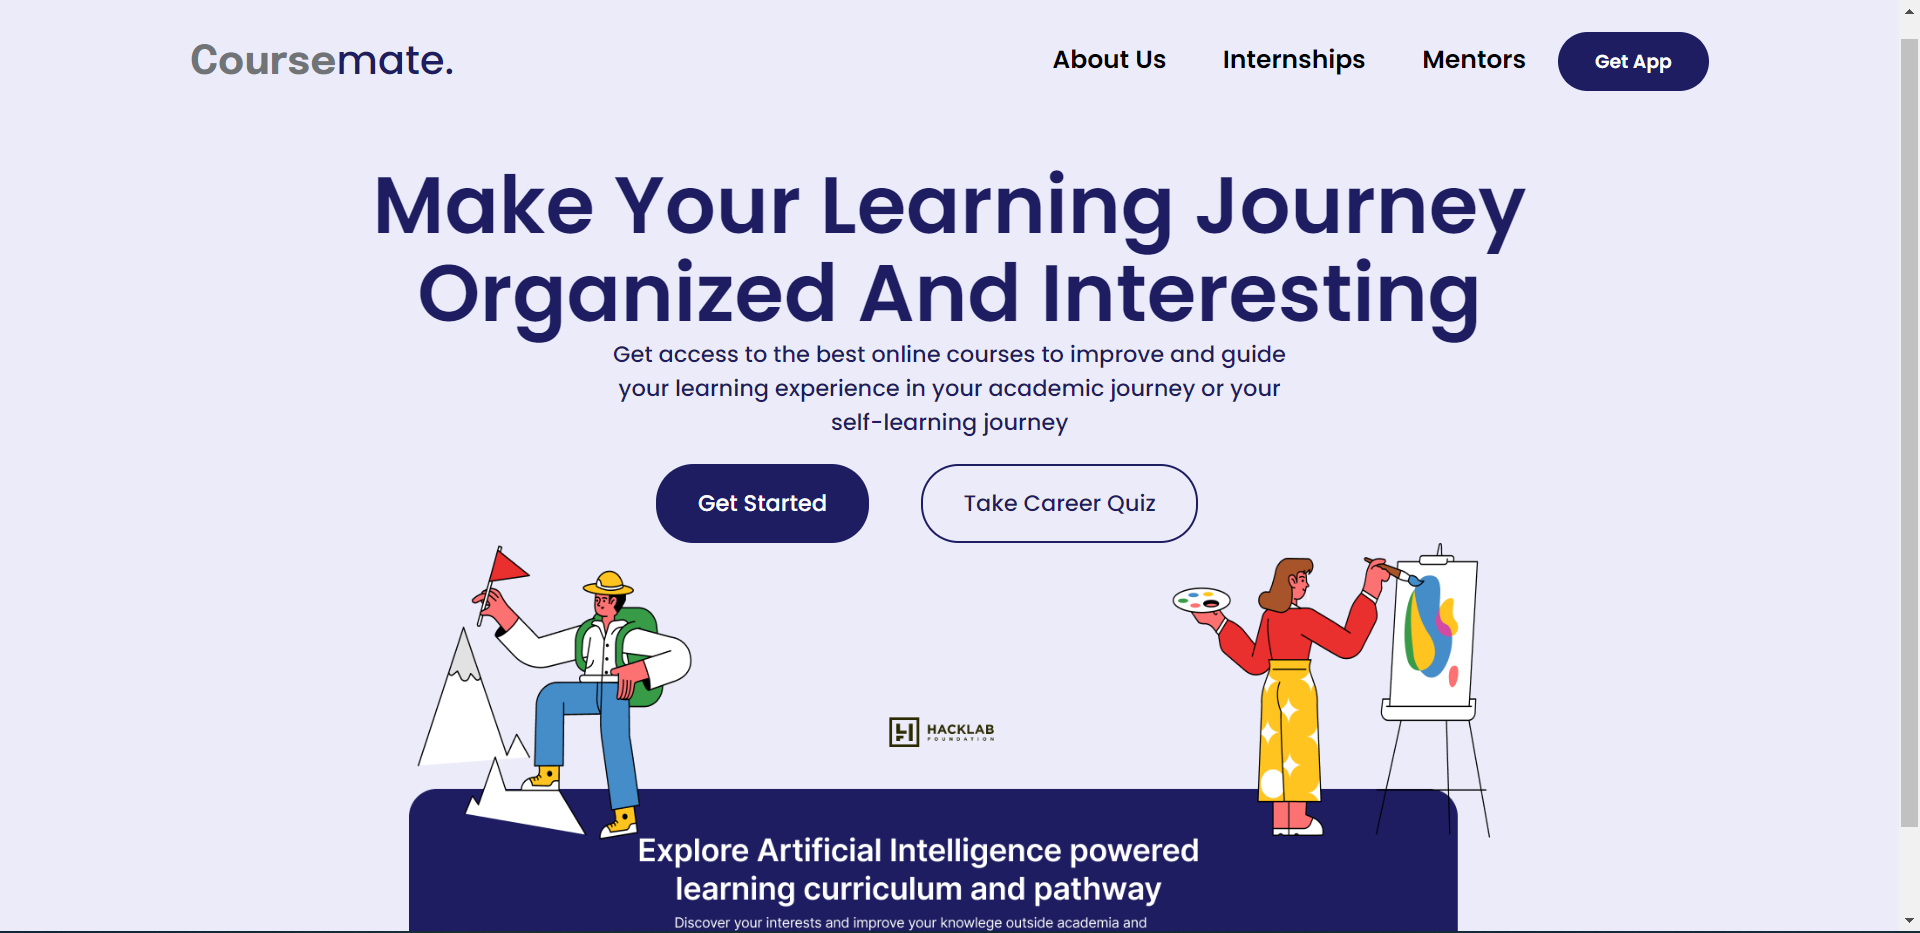 Coursemate.
About Us Internships Mentors Get App
Make Your Learning Journey
Organized And Interesting
Get access to the best online courses to improve and guide
your learning experience in your academic journey or your
self-learning journey
Get Started Take Career Quiz
HACKLAB
FOUNDATION
Explore Artificial Intelligence powered
learning curriculum and pathway
Discover your interests and improve your knowlege outside academia and